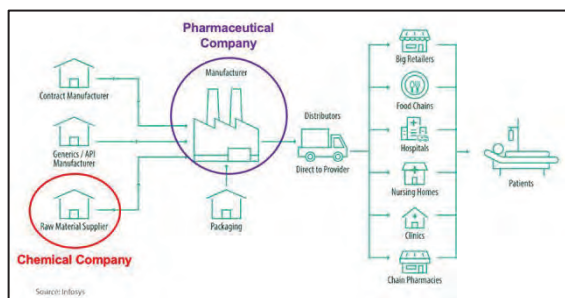 Pharmaceutical
Company
Manufacturer
Contract Manufacturer
Generics / API
Manufacturer
Raw Material Supplier
Chemical Company
Packaging
Distributors
Direct to Provider
Big Retailers
Food Chains
Hospitals
Nursing Homes
Clinics
Chain Pharmacies
Patients
Source: Infosys